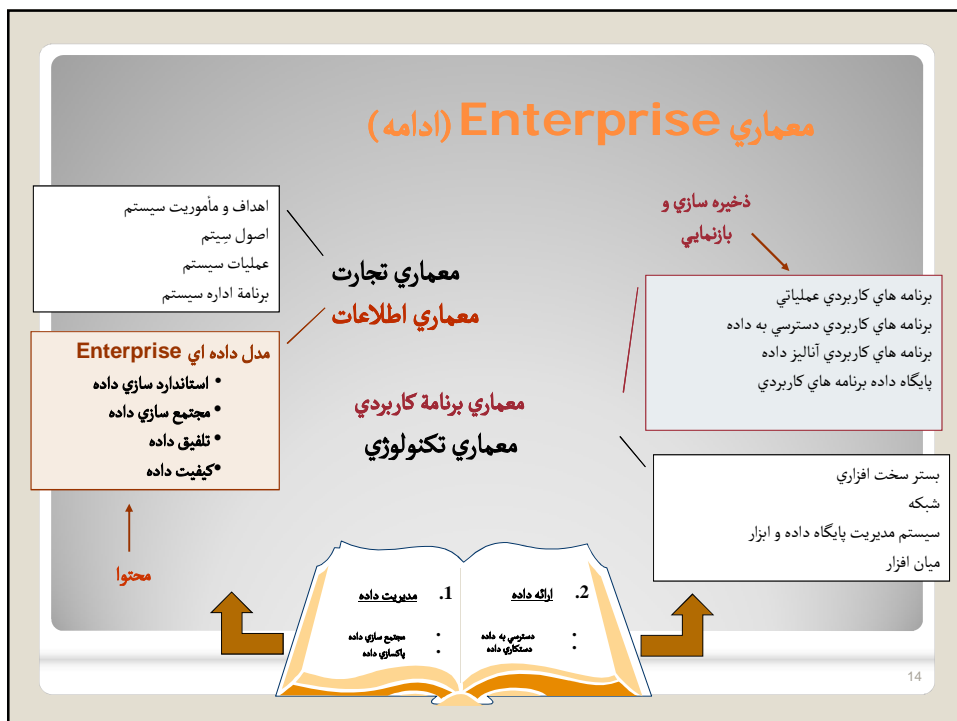 معماري Enterprise (ادامه)
ذخيره سازي و
بازنمايي
اهداف و مأموريت سيستم
اصول سِيتم
عمليات سيستم
برنامة اداره سيستم
معماري تجارت
معماري اطلاعات
برنامه هاي كاربردي عملياتي
برنامه هاي كاربردي دسترسي به داده
برنامه هاي كاربردي آناليز داده
پايگاه داده برنامه هاي كاربردي
مدل داده اي Enterprise
• استاندارد سازي داده
• مجتمع سازي داده
• تلفيق داده
•كيفيت داده
معماري برنامة كاربردي
معماري تكنولوژي
بستر سخت افزاري
شبكه
سيستم مديريت پايگاه داده و ابزار
ميان افزار
محتوا
2. ارائه داده
• دسترسي به داده
• دستكاري داده
1. مديريت داده
• مجتمع سازي داده
• پاكسازي داده
14